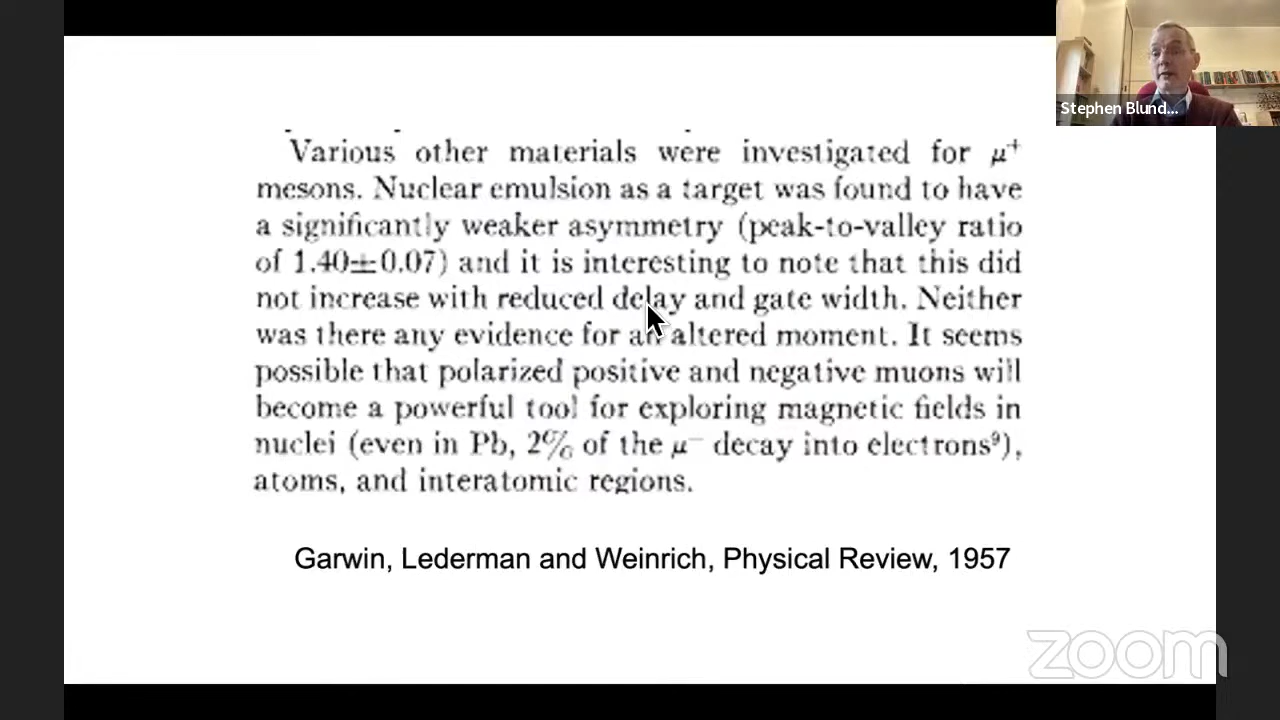 Stephen Blund...
Various other materials were investigated for μ⁺
mesons. Nuclear emulsion as a target was found to have
a significantly weaker asymmetry (peak-to-valley ratio
of 1.40±0.07) and it is interesting to note that this did
not increase with reduced delay and gate width. Neither
was there any evidence for an altered moment. It seems
possible that polarized positive and negative muons will
become a powerful tool for exploring magnetic fields in
nuclei (even in Pb, 2% of the μ⁻ decay into electrons⁹),
atoms, and interatomic regions.
Garwin, Lederman and Weinrich, Physical Review, 1957
zoom